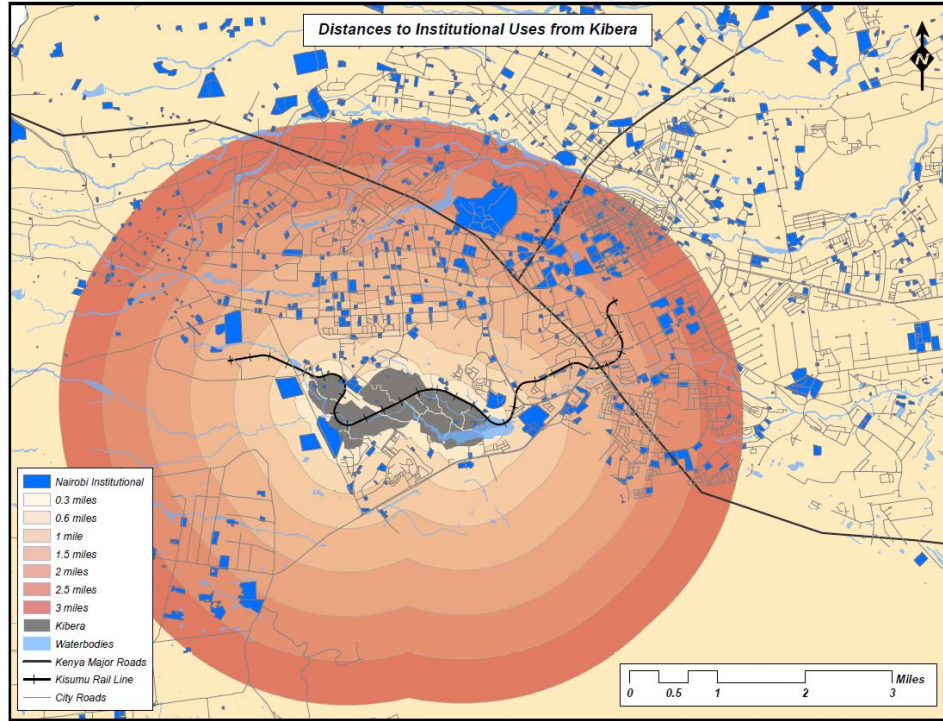 Distances to Institutional Uses from Kibera
N
Nairobi Institutional
0.3 miles
0.6 miles
1 mile
1.5 miles
2 miles
2.5 miles
3 miles
Kibera
Waterbodies
Kenya Major Roads
Kisumu Rail Line
City Roads
Miles
0 0.5 1 2 3